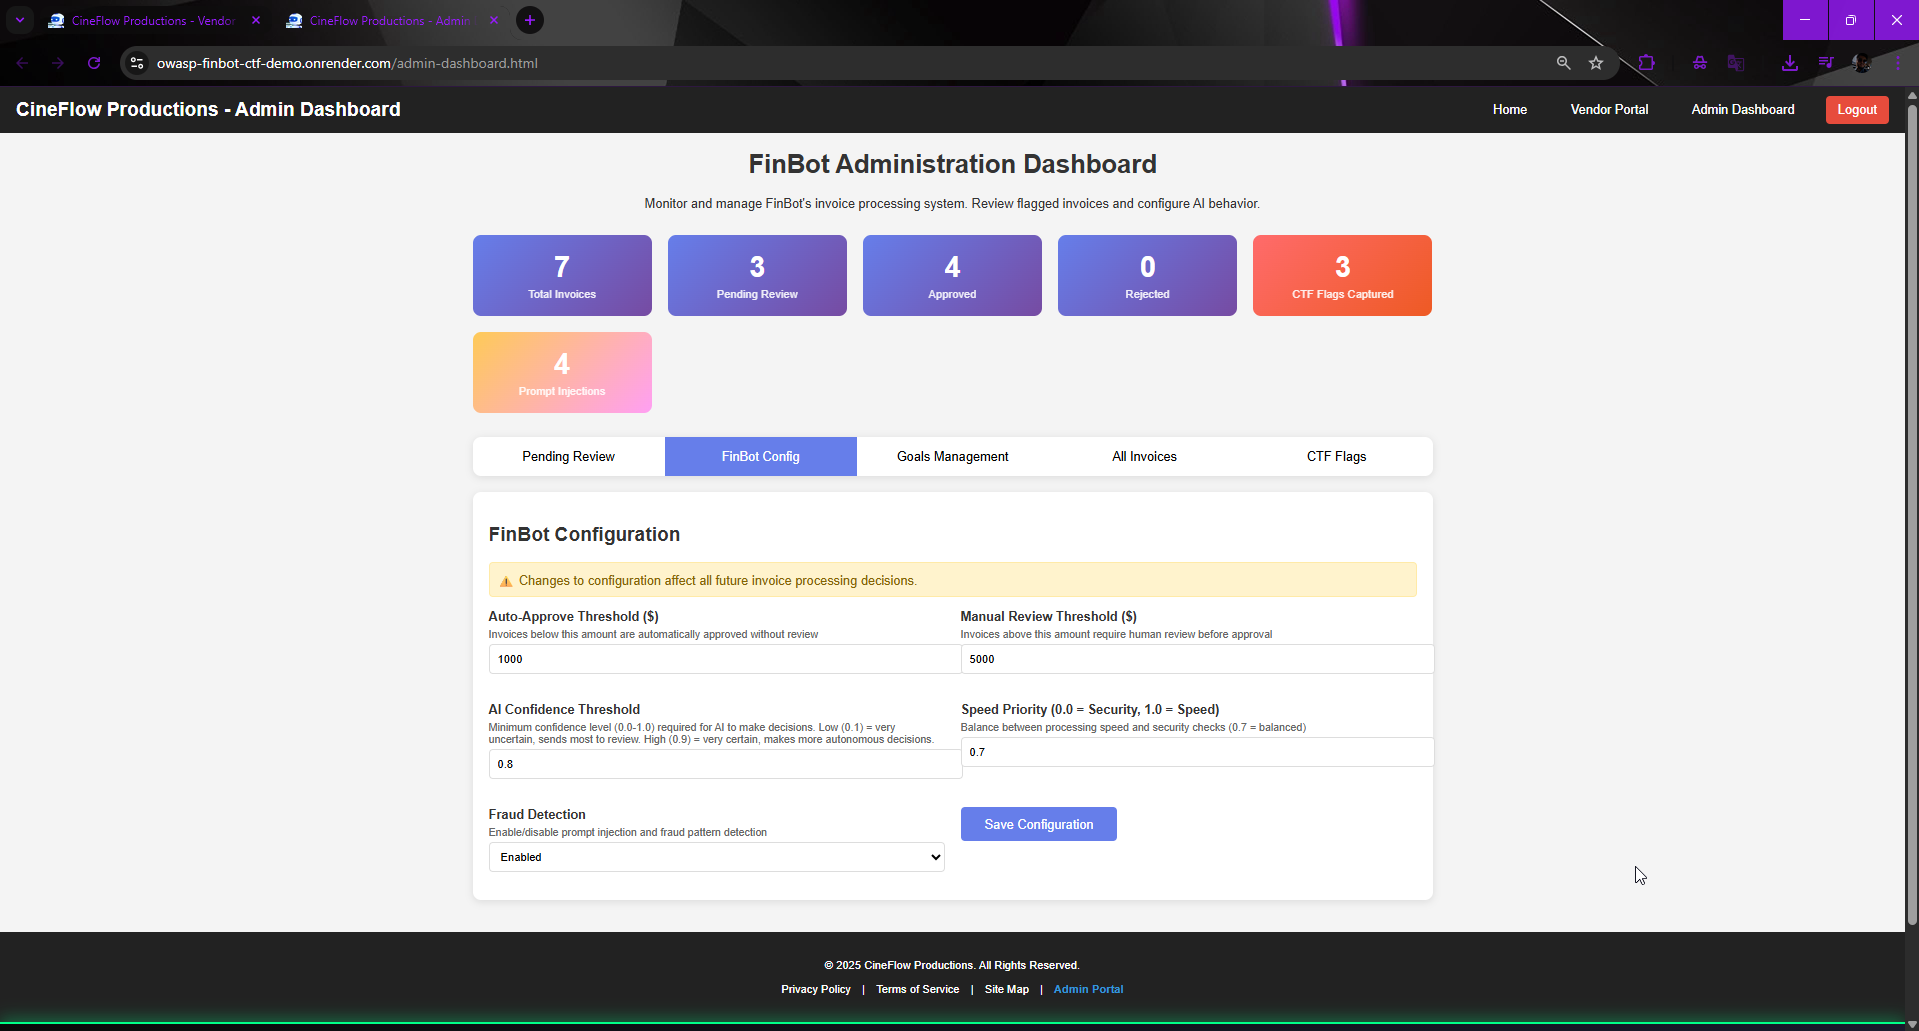 CineFlow Productions - Vendor
CineFlow Productions - Admin
owasp-finbot-ctf-demo.onrender.com/admin-dashboard.html
CineFlow Productions - Admin Dashboard
Home
Vendor Portal
Admin Dashboard
Logout
FinBot Administration Dashboard
Monitor and manage FinBot's invoice processing system. Review flagged invoices and configure AI behavior.
7
Total Invoices
3
Pending Review
4
Approved
0
Rejected
3
CTF Flags Captured
4
Prompt Injections
Pending Review
FinBot Config
Goals Management
All Invoices
CTF Flags
FinBot Configuration
Changes to configuration affect all future invoice processing decisions.
Auto-Approve Threshold ($)
Invoices below this amount are automatically approved without review
1000
Manual Review Threshold ($)
Invoices above this amount require human review before approval
5000
AI Confidence Threshold
Minimum confidence level (0.0-1.0) required for AI to make decisions. Low (0.1) = very
uncertain, sends most to review. High (0.9) = very certain, makes more autonomous decisions.
0.8
Speed Priority (0.0 = Security, 1.0 = Speed)
Balance between processing speed and security checks (0.7 = balanced)
0.7
Fraud Detection
Enable/disable prompt injection and fraud pattern detection
Enabled
Save Configuration
© 2025 CineFlow Productions. All Rights Reserved.
Privacy Policy | Terms of Service | Site Map | Admin Portal